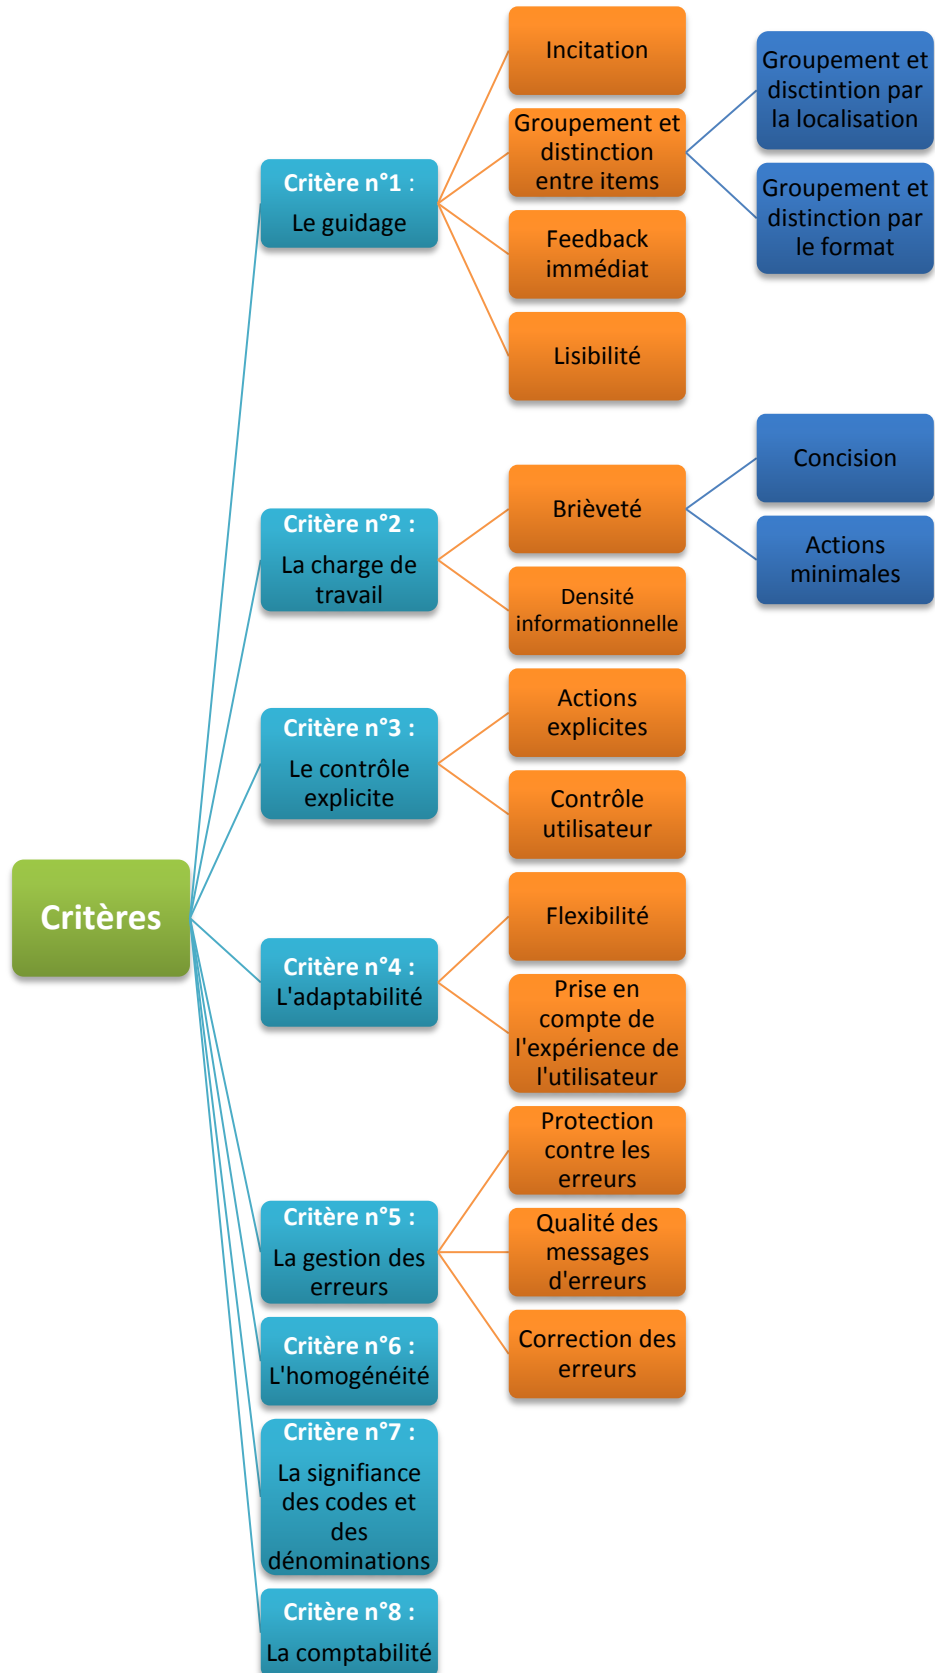 Critères
Critère n°1 :
Le guidage
Incitation
Groupement et
distinction
entre items
Groupement et
disctintion par
la localisation
Groupement et
distinction par
le format
Feedback
immédiat
Lisibilité
Critère n°2 :
La charge de
travail
Brièveté
Concision
Actions
minimales
Densité
informationnelle
Critère n°3 :
Le contrôle
explicite
Actions
explicites
Contrôle
utilisateur
Critère n°4 :
L'adaptabilité
Flexibilité
Prise en
compte de
l'expérience de
l'utilisateur
Critère n°5 :
La gestion des
erreurs
Protection
contre les
erreurs
Qualité des
messages
d'erreurs
Correction des
erreurs
Critère n°6 :
L'homogénéité
Critère n°7 :
La signifiance
des codes et
des
dénominations
Critère n°8 :
La comptabilité